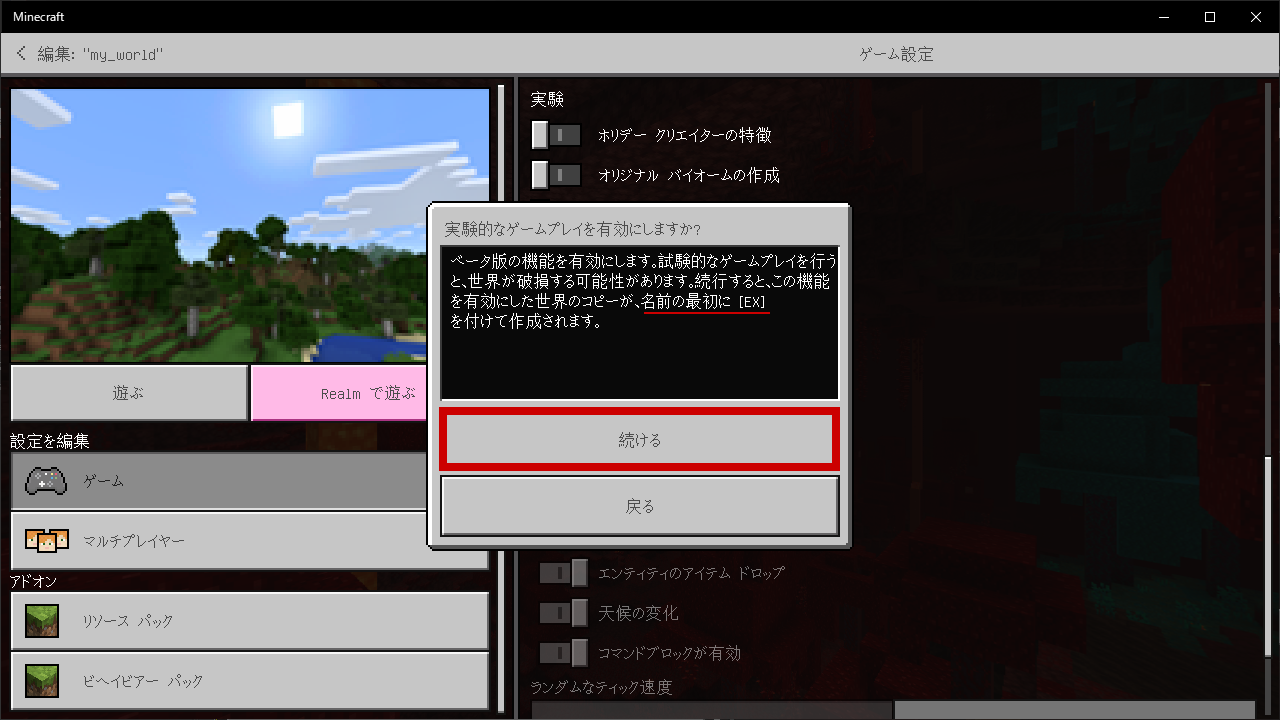 Minecraft
編集: "my_world"
ゲーム設定
実験
オリデー クリエイターの特徴
オリジナル バイオームの作成
実験的なゲームプレイを有効にしますか?
ベータ版の機能を有効にします。試験的なゲームプレイを行う
と、世界が破損する可能性があります。続行すると、この機能
を有効にした世界のコピーが、名前の最初に [EX]
を付けて作成されます。
続ける
戻る
遊ぶ
Realm で遊ぶ
設定を編集
ゲーム
マルチプレイヤー
アドオン
リソース パック
ビヘイビアー パック
エンティティのアイテム ドロップ
天候の変化
コマンドブロックが有効
ランダムなティック速度